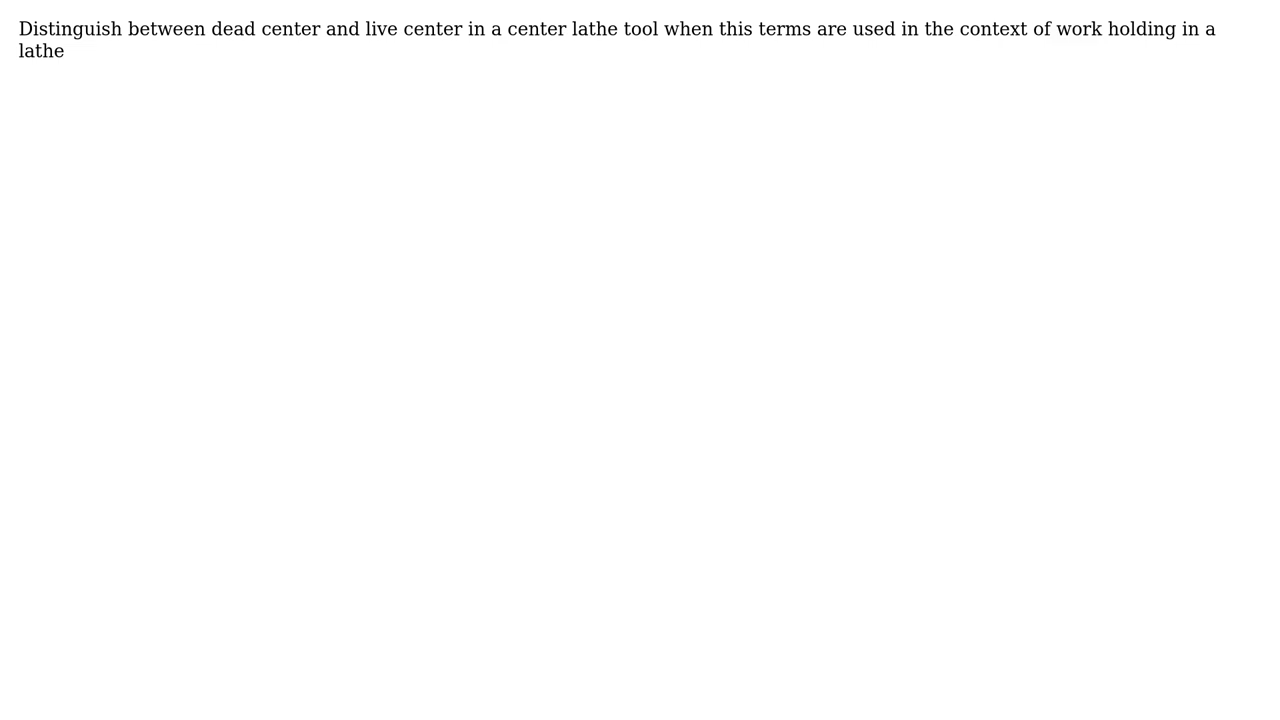 Distinguish between dead center and live center in a center lathe tool when this terms are used in the context of work holding in a
lathe